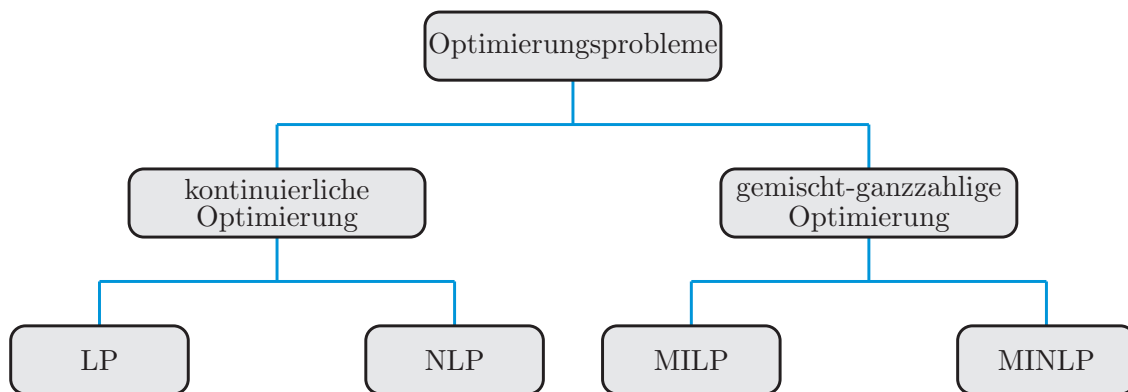 Optimierungsprobleme
kontinuierliche
Optimierung
gemischt-ganzzahlige
Optimierung
LP
NLP
MILP
MINLP